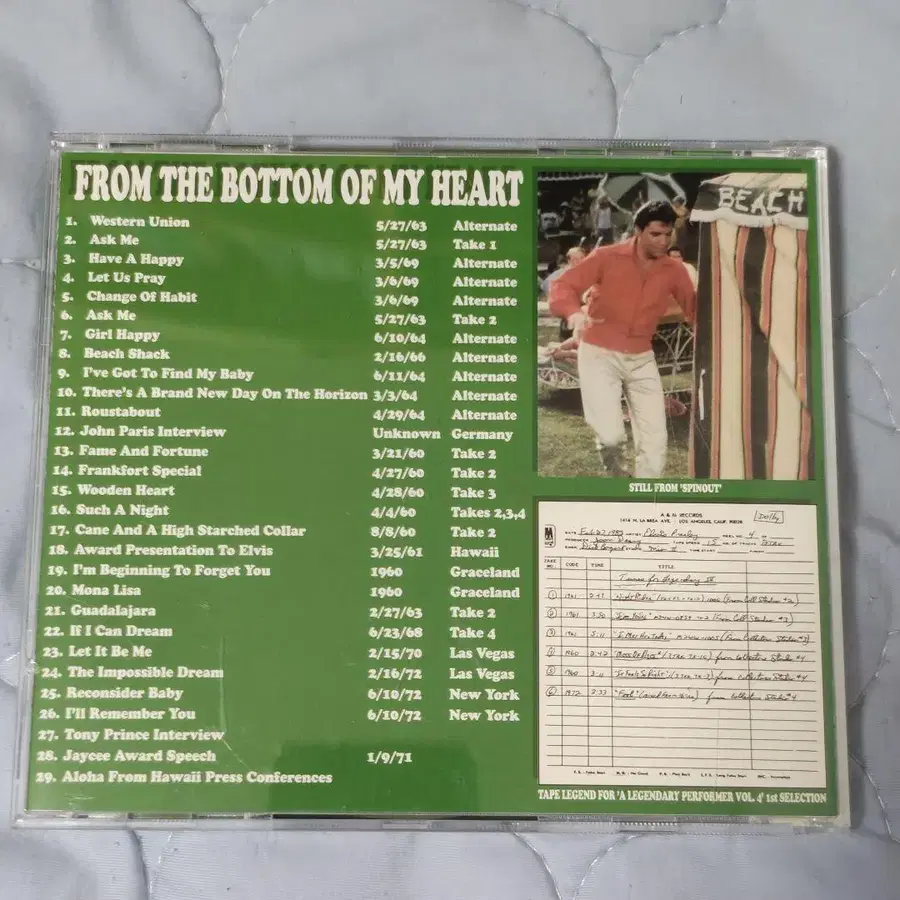 FROM THE BOTTOM OF MY HEART
1. Western Union 5/27/63 Alternate
2. Ask Me 5/27/63 Take 1
3. Have A Happy 3/5/69 Alternate
4. Let Us Pray 3/6/69 Alternate
5. Change Of Habit 3/6/69 Alternate
6. Ask Me 5/27/63 Take 2
7. Girl Happy 6/10/64 Alternate
8. Beach Shack 2/16/66 Alternate
9. I've Got To Find My Baby 6/11/64 Alternate
10. There's A Brand New Day On The Horizon 3/3/64 Alternate
11. Roustabout 4/29/64 Alternate
12. John Paris Interview Unknown Germany
13. Fame And Fortune 3/21/60 Take 2
14. Frankfort Special 4/27/60 Take 2
15. Wooden Heart 4/28/60 Take 3
16. Such A Night 4/4/60 Takes 2,3,4
17. Cane And A High Starched Collar 8/8/60 Take 2
18. Award Presentation To Elvis 3/25/61 Hawaii
19. I'm Beginning To Forget You 1960 Graceland
20. Mona Lisa 1960 Graceland
21. Guadalajara 2/27/63 Take 2
22. If I Can Dream 6/23/68 Take 4
23. Let It Be Me 2/15/70 Las Vegas
24. The Impossible Dream 2/16/72 Las Vegas
25. Reconsider Baby 6/10/72 New York
26. I'll Remember You 6/10/72 New York
27. Tony Prince Interview
28. Jaycee Award Speech 1/9/71
29. Aloha From Hawaii Press Conferences
BEACH
STILL FROM 'SPINOUT'
A & M RECORDS
1416 N. LA BREA AVE. LOS ANGELES, CALIF. 90028
Dolby
TAKE NO. CODE TIME TITLE
TAPE LEGEND FOR 'A LEGENDARY PERFORMER VOL. 4' 1st SELECTION